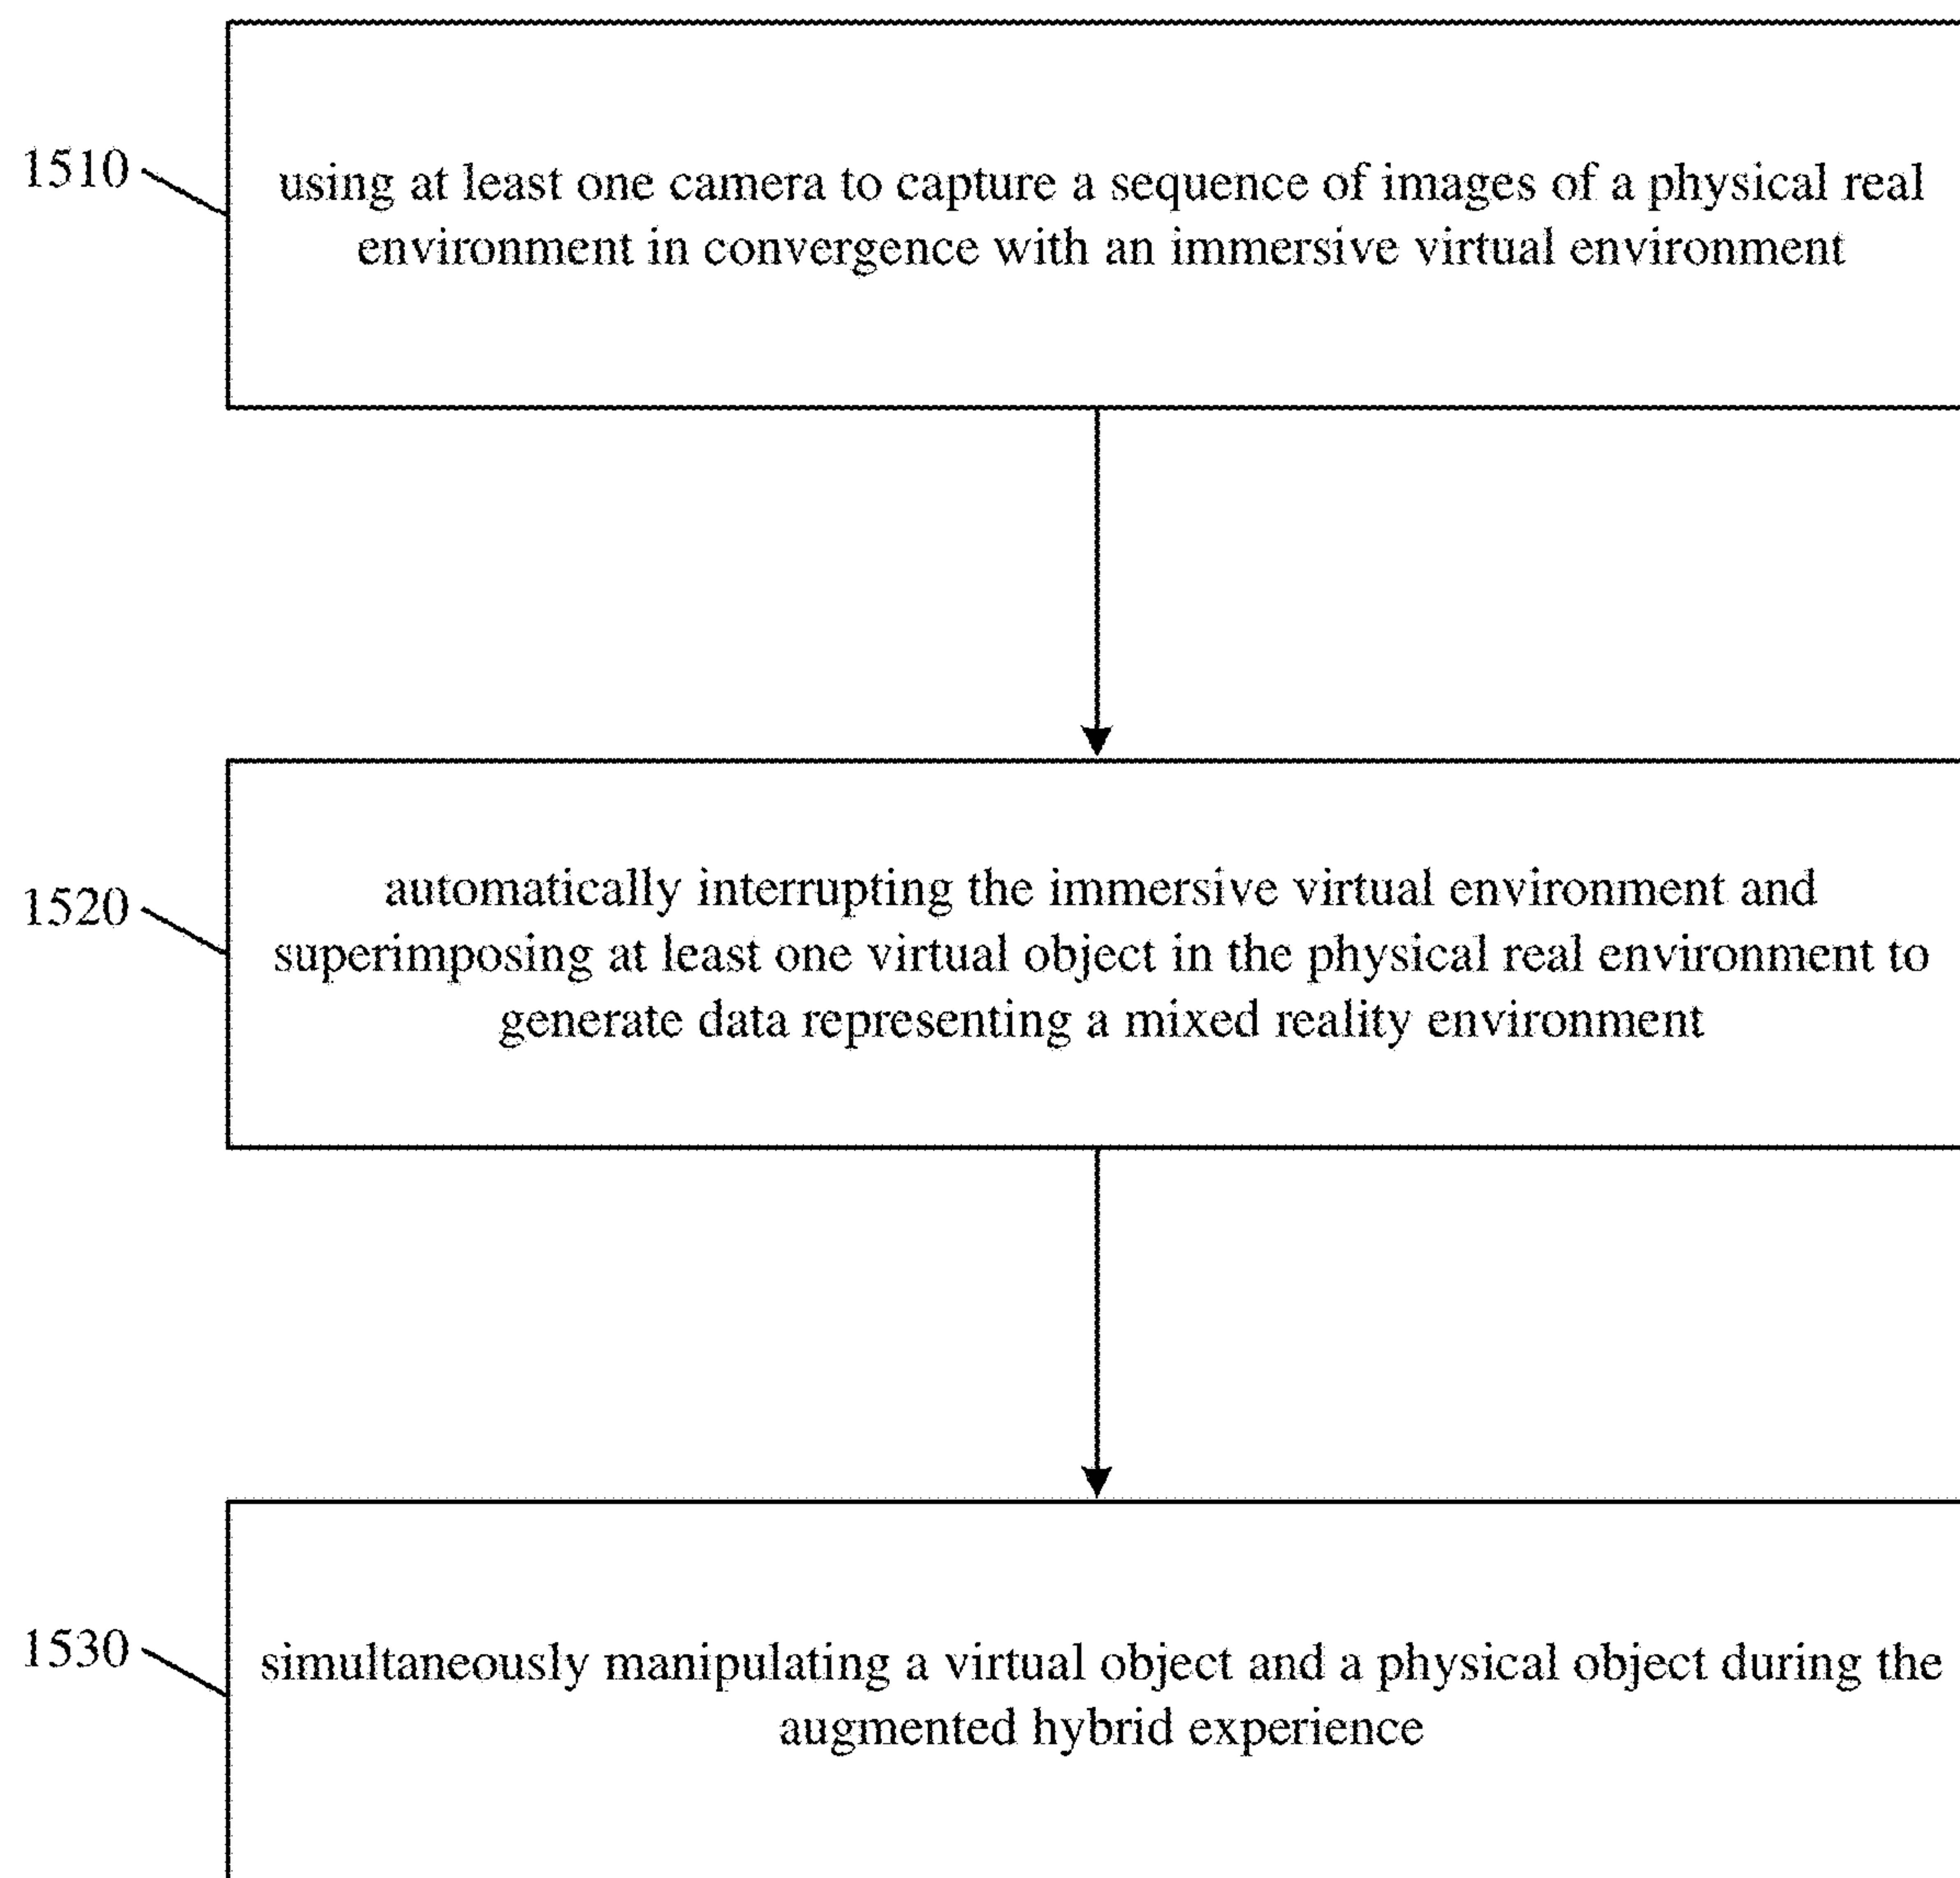 1510
using at least one camera to capture a sequence of images of a physical real
environment in convergence with an immersive virtual environment
1520
automatically interrupting the immersive virtual environment and
superimposing at least one virtual object in the physical real environment to
generate data representing a mixed reality environment
1530
simultaneously manipulating a virtual object and a physical object during the
augmented hybrid experience